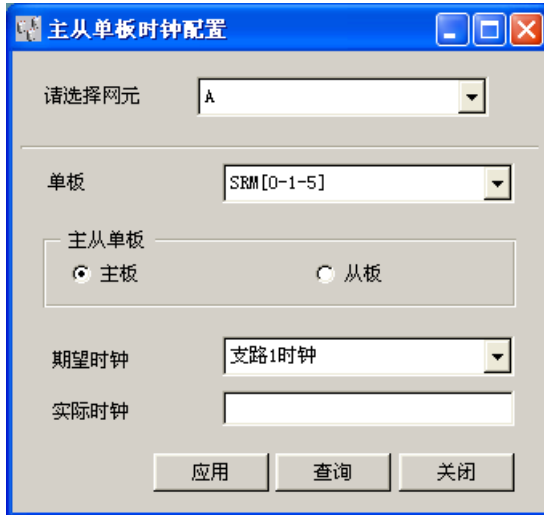 主从单板时钟配置
请选择网元 A
单板 SRM[0-1-5]
主从单板
主板 从板
期望时钟 支路1时钟
实际时钟
应用 查询 关闭